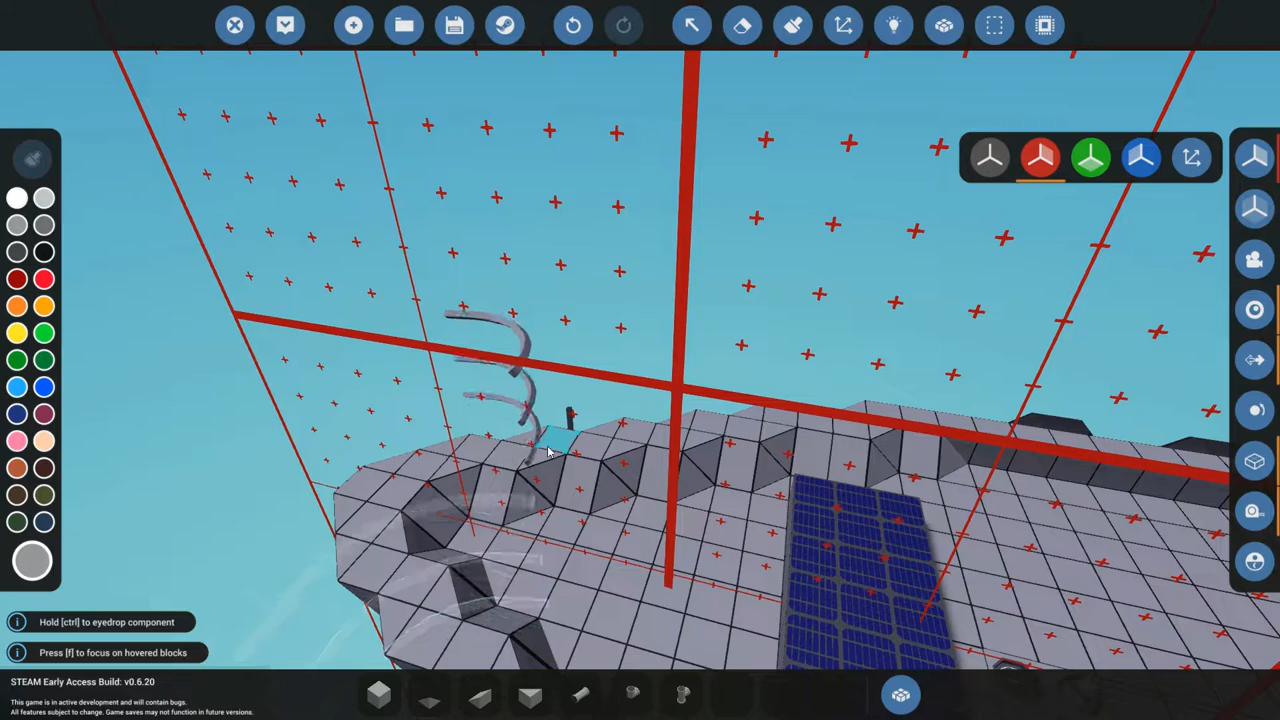 Hold [ctrl] to eyedrop component
Press [f] to focus on hovered blocks
STEAM Early Access Build: v0.6.20
This game is in active development and will contain bugs.
All features subject to change. Game saves may not function in future versions.